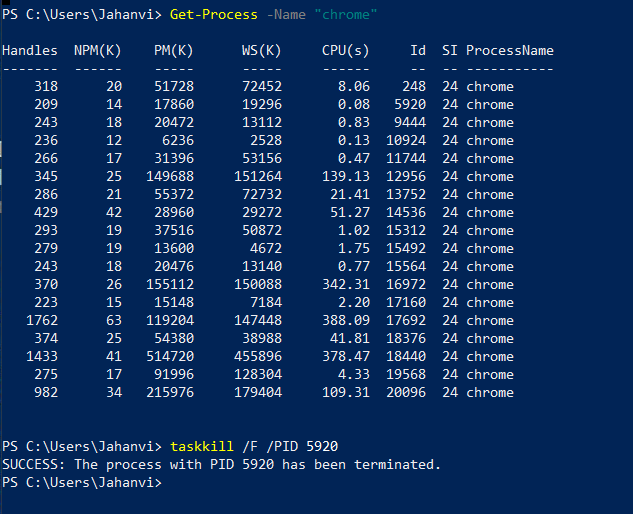 PS C:\Users\Jahanvi> Get-Process -Name "chrome"
Handles  NPM(K)    PM(K)      WS(K)     CPU(s)     Id  SI ProcessName
-------  ------    -----      -----     ------     --  -- -----------
    318      20    51728      72452       8.06    248  24 chrome
    209      14    17860      19296       0.08   5920  24 chrome
    243      18    20472      13112       0.83   9444  24 chrome
    236      12     6236       2528       0.13  10924  24 chrome
    266      17    31396      53156       0.47  11744  24 chrome
    345      25   149688     151264     139.13  12956  24 chrome
    286      21    55372      72732      21.41  13752  24 chrome
    429      42    28960      29272      51.27  14536  24 chrome
    293      19    37516      50872       1.02  15312  24 chrome
    279      19    13600       4672       1.75  15492  24 chrome
    243      18    20476      13140       0.77  15564  24 chrome
    370      26   155112     150088     342.31  16972  24 chrome
    223      15    15148       7184       2.20  17160  24 chrome
   1762      63   119204     147448     388.09  17692  24 chrome
    374      25    54380      38988      41.81  18376  24 chrome
   1433      41   514720     455896     378.47  18440  24 chrome
    275      17    91996     128304       4.33  19568  24 chrome
    982      34   215976     179404     109.31  20096  24 chrome
PS C:\Users\Jahanvi> taskkill /F /PID 5920
SUCCESS: The process with PID 5920 has been terminated.
PS C:\Users\Jahanvi>